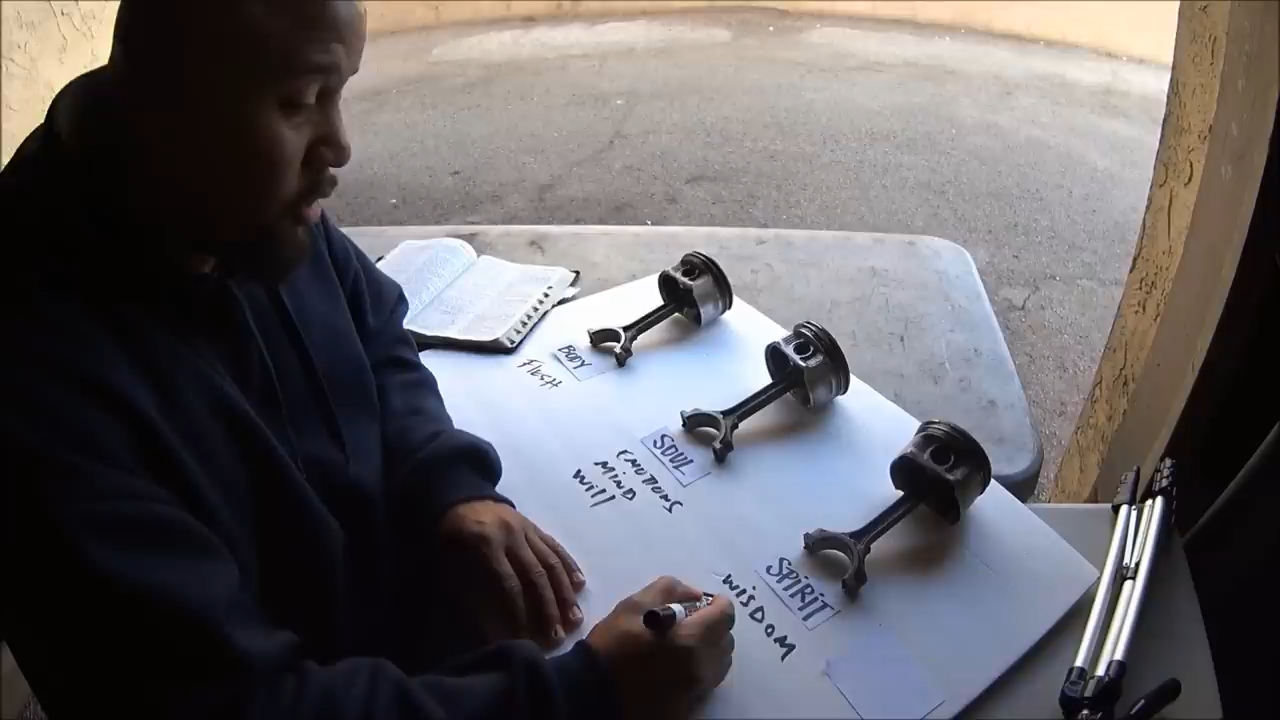 BODY
FlESH
SOUL
EMOTIONS
MiND
Will
SPiRiT
WiSDOM